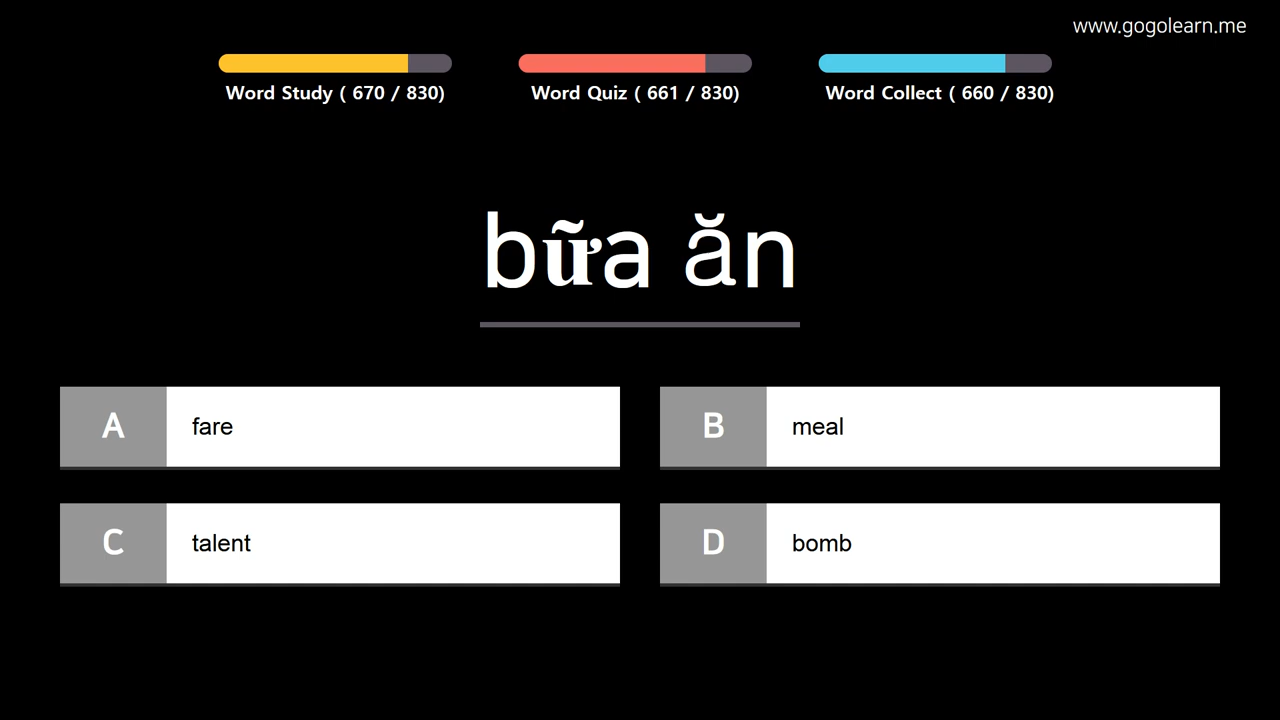 www.gogolearn.me
Word Study ( 670 / 830)
Word Quiz ( 661 / 830)
Word Collect ( 660 / 830)
bữa ăn
A fare
B meal
C talent
D bomb